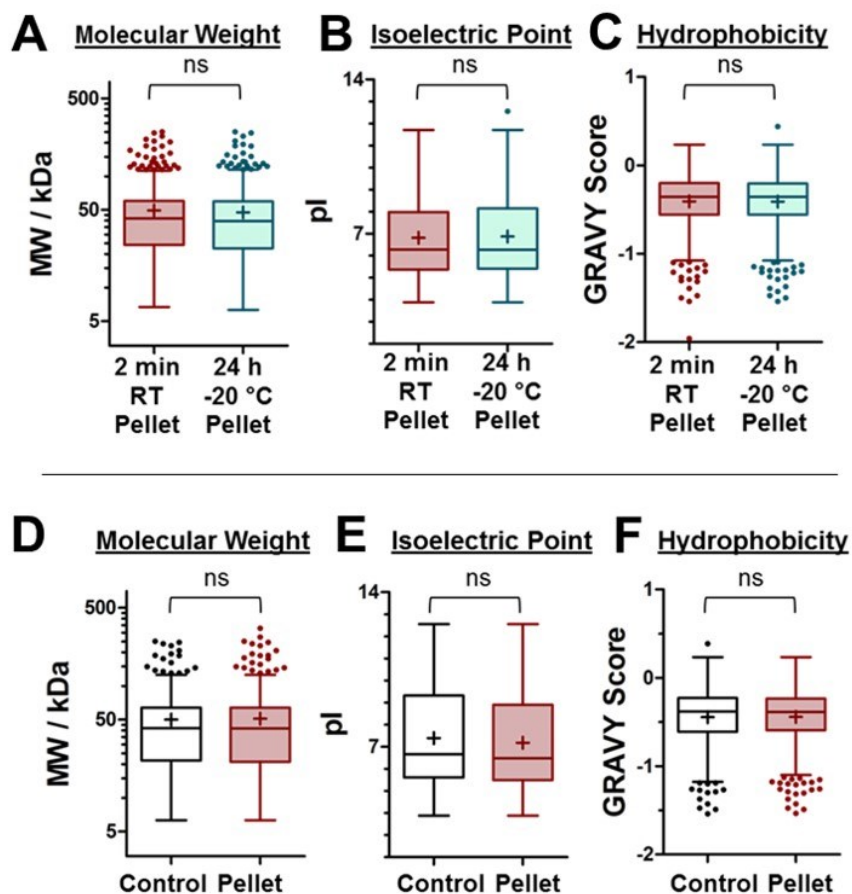 A Molecular Weight
ns
500
50
5
MW / kDa
2 min RT Pellet
24 h -20 °C Pellet
B Isoelectric Point
ns
14
7
pI
2 min RT Pellet
24 h -20 °C Pellet
C Hydrophobicity
ns
1
0
-1
-2
GRAVY Score
2 min RT Pellet
24 h -20 °C Pellet
D Molecular Weight
ns
500
50
5
MW / kDa
Control Pellet
E Isoelectric Point
ns
14
7
pI
Control Pellet
F Hydrophobicity
ns
1
0
-1
-2
GRAVY Score
Control Pellet